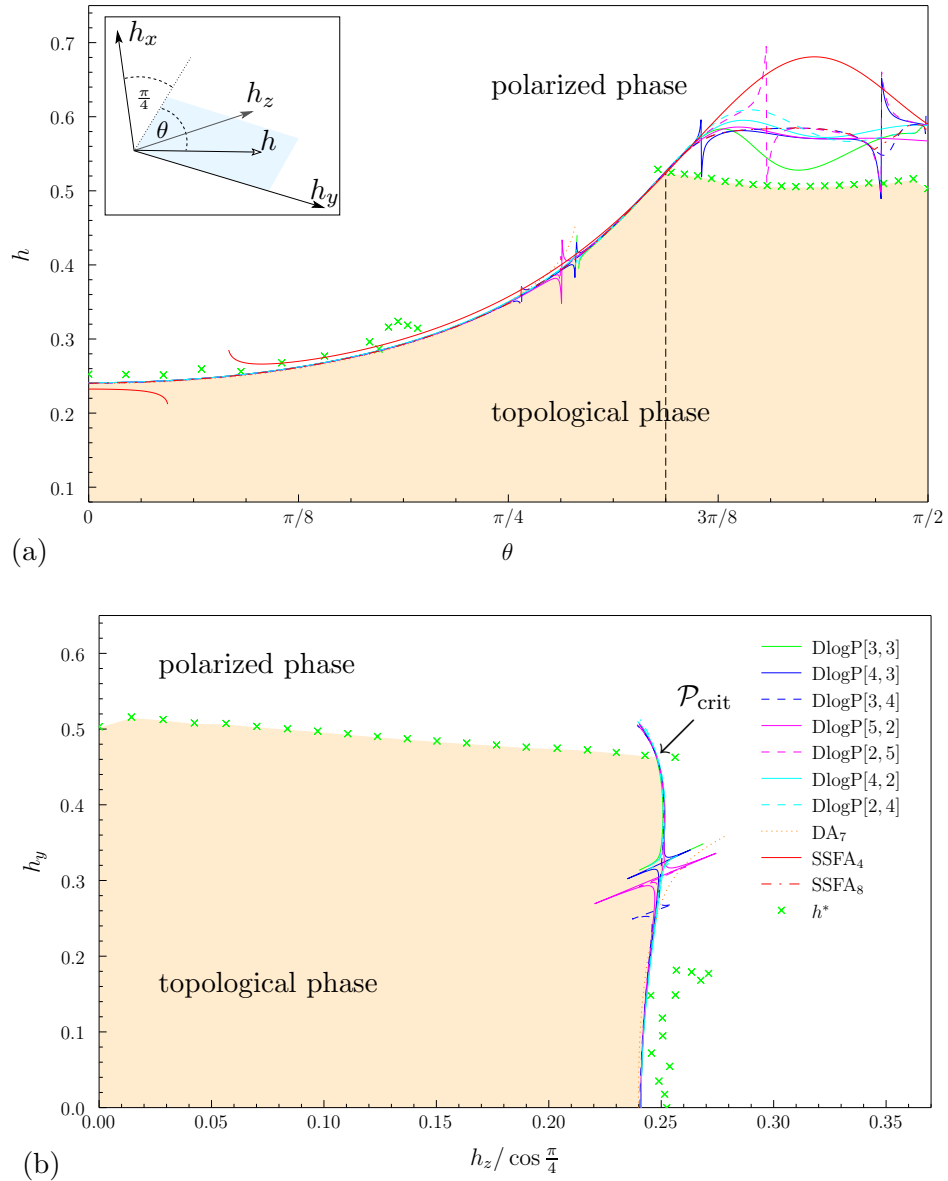 0.7
0.6
0.5
0.4
0.3
0.2
0.1
h
h_x
π/4
θ
h_z
h
h_y
polarized phase
topological phase
0
π/8
π/4
3π/8
π/2
(a)
θ
0.6
0.5
0.4
0.3
0.2
0.1
0.0
h_y
polarized phase
P_crit
topological phase
DlogP[3, 3]
DlogP[4, 3]
DlogP[3, 4]
DlogP[5, 2]
DlogP[2, 5]
DlogP[4, 2]
DlogP[2, 4]
DA₇
SSFA₄
SSFA₈
h*
0.00
0.05
0.10
0.15
0.20
0.25
0.30
0.35
(b)
h_z/ cos π/4